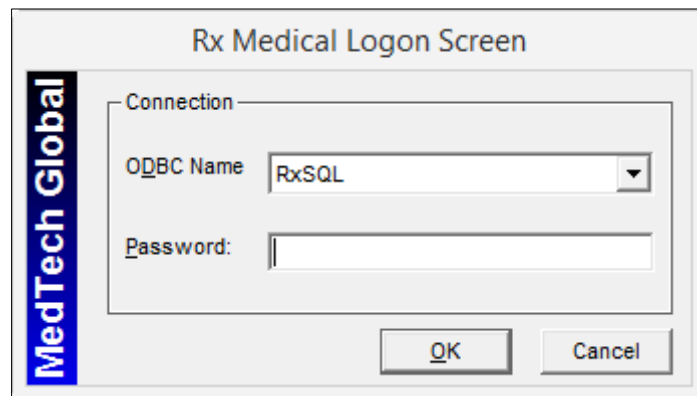 Rx Medical Logon Screen
MedTech Global
Connection
ODBC Name
RxSQL
Password:
OK
Cancel